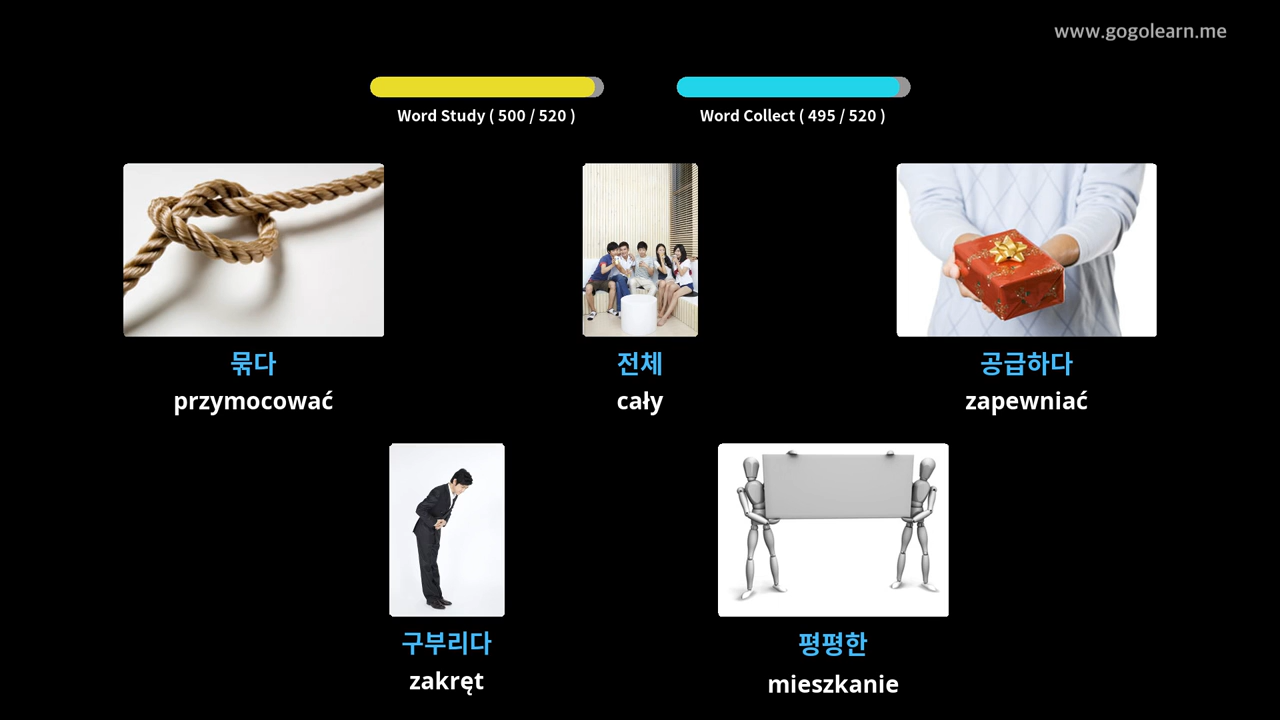 www.gogolearn.me
Word Study ( 500 / 520 )
Word Collect ( 495 / 520 )
묶다
przymocować
전체
cały
공급하다
zapewniać
구부리다
zakręt
평평한
mieszkanie